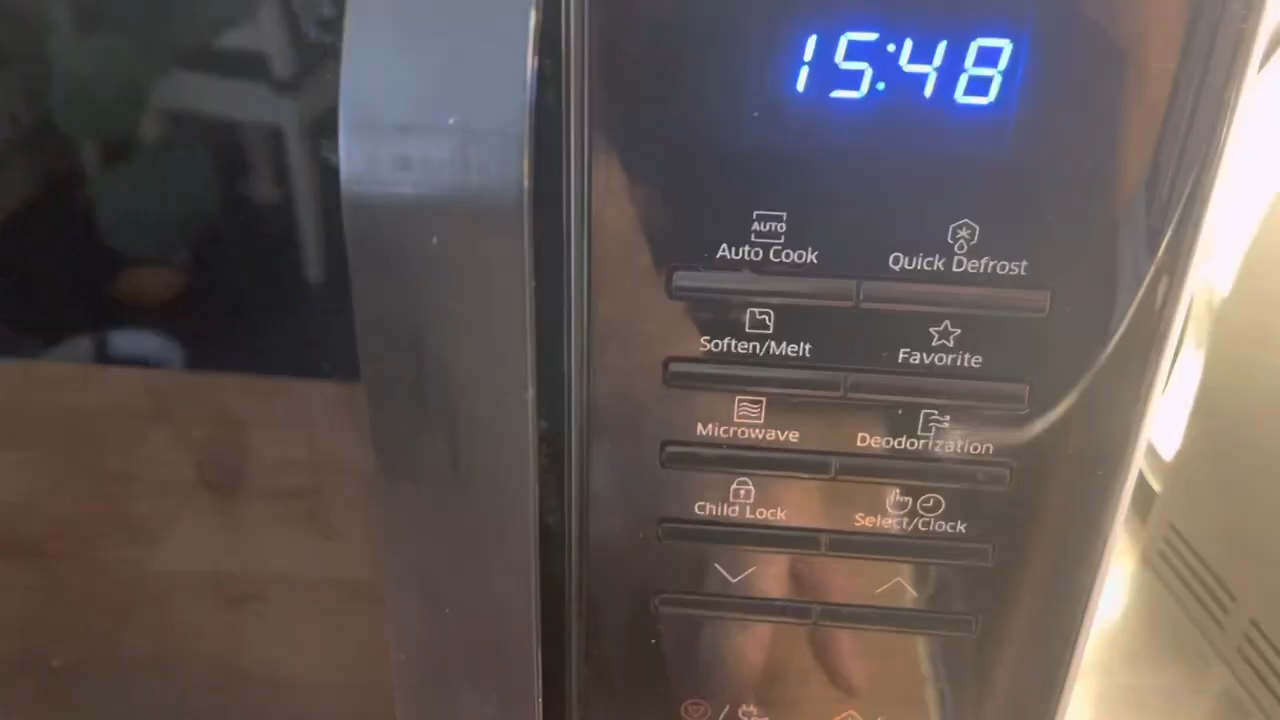 15:48
AUTO
Auto Cook
Quick Defrost
Soften/Melt
Favorite
Microwave
Deodorization
Child Lock
Select/Clock
/